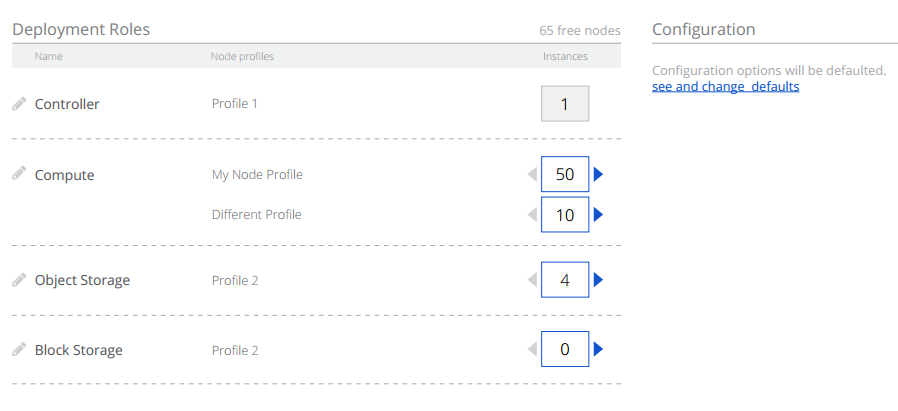 Deployment Roles
65 free nodes
Configuration
Name
Node profiles
Instances
Configuration options will be defaulted.
see and change  defaults
Controller
Profile 1
1
Compute
My Node Profile
50
Different Profile
10
Object Storage
Profile 2
4
Block Storage
Profile 2
0